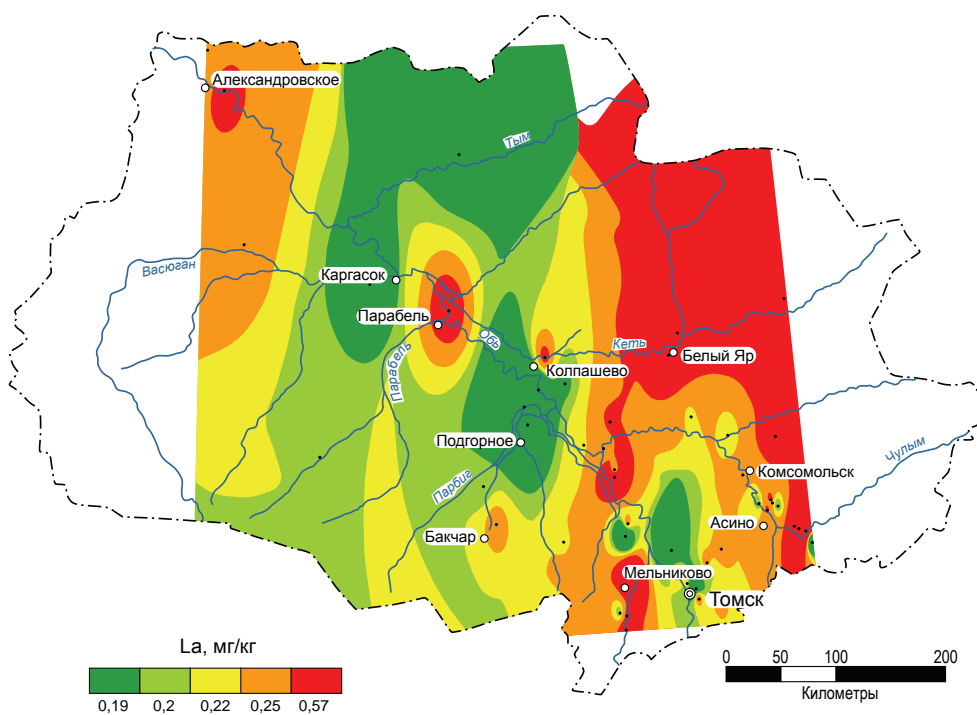 Александровское
Тым
Васюган
Каргасок
Парабель
Обь
Кеть
Белый Яр
Колпашево
Парабель
Подгорное
Комсомольск
Чулым
Парбиг
Асино
Бакчар
Мельниково
Томск
La, мг/кг
0,19 0,2 0,22 0,25 0,57
0 50 100 200
Километры